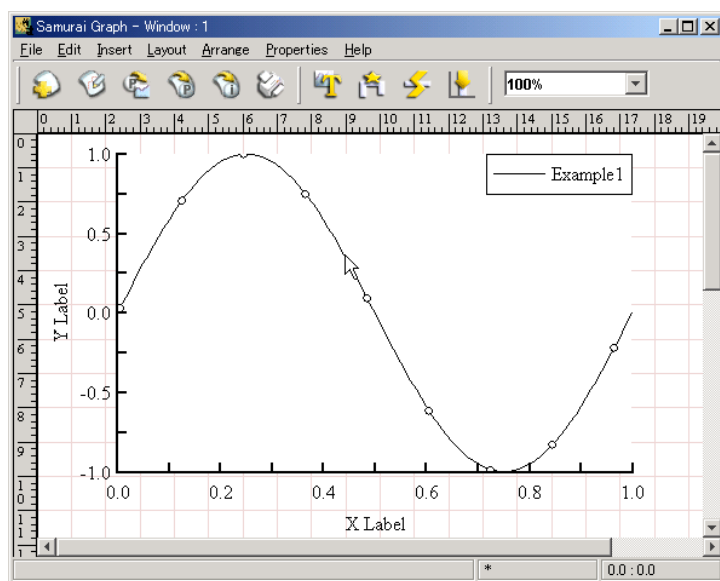 Samurai Graph - Window : 1
File Edit Insert Layout Arrange Properties Help
100%
0 1 2 3 4 5 6 7 8 9 10 11 12 13 14 15 16 17 18 19
0
1
2
3
4
5
6
7
8
9
10
11
1.0
0.5
0.0
-0.5
-1.0
Y Label
Example1
0.0 0.2 0.4 0.6 0.8 1.0
X Label
* 0.0 : 0.0